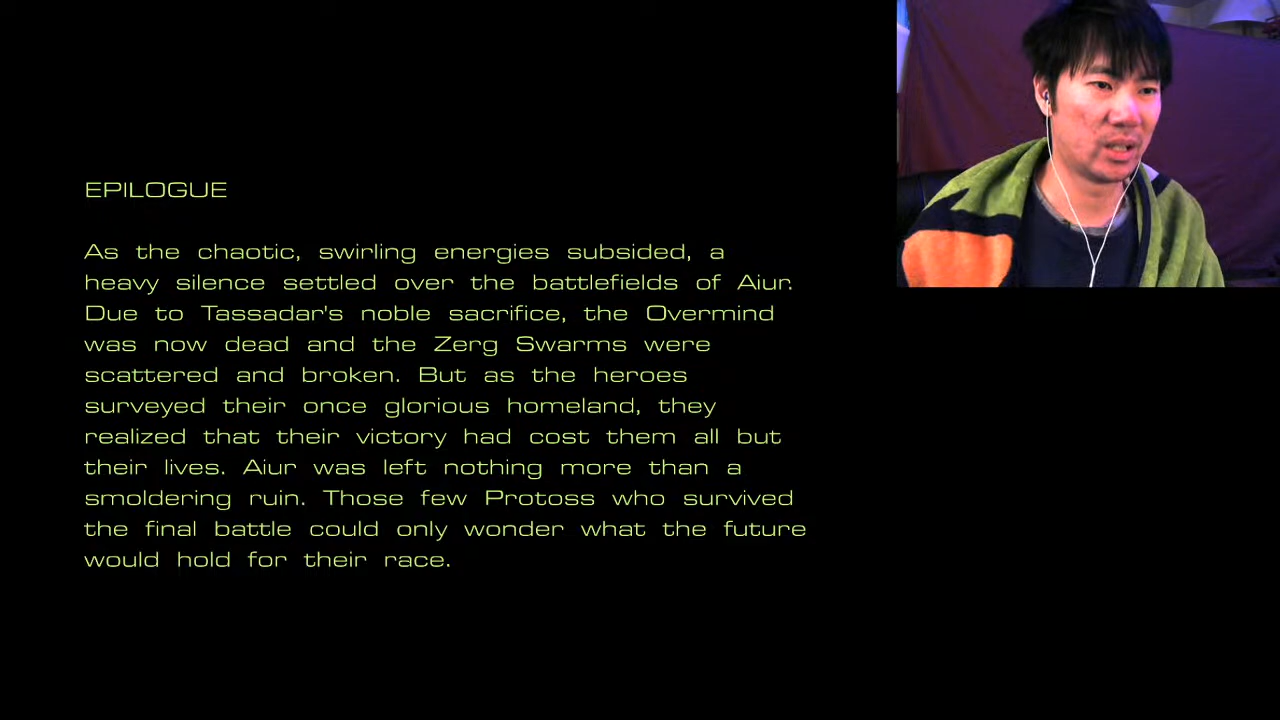 EPILOGUE
As the chaotic, swirling energies subsided, a
heavy silence settled over the battlefields of Aiur.
Due to Tassadar's noble sacrifice, the Overmind
was now dead and the Zerg Swarms were
scattered and broken. But as the heroes
surveyed their once glorious homeland, they
realized that their victory had cost them all but
their lives. Aiur was left nothing more than a
smoldering ruin. Those few Protoss who survived
the final battle could only wonder what the future
would hold for their race.